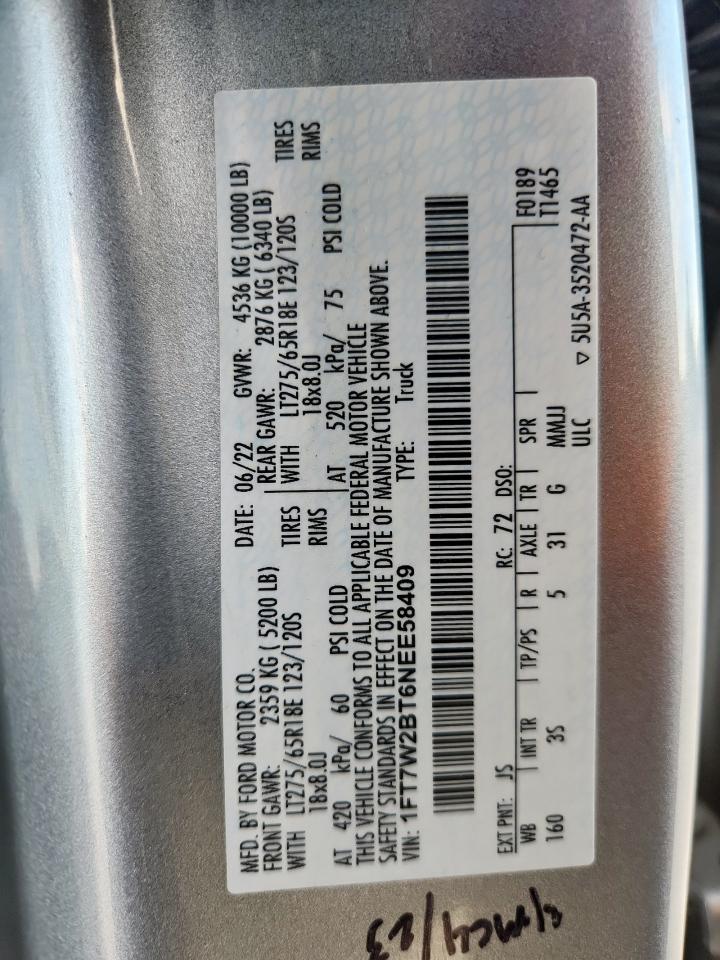 MFD. BY FORD MOTOR CO.
DATE: 06/22 GVWR: 4536 KG (10000 LB)
FRONT GAWR: 2359 KG ( 5200 LB)
REAR GAWR: 2876 KG ( 6340 LB)
WITH LT275/65R18E 123/120S TIRES
WITH LT275/65R18E 123/120S TIRES
18x8.0J RIMS
18x8.0J RIMS
AT 420 kPa/ 60 PSI COLD
AT 520 kPa/ 75 PSI COLD
THIS VEHICLE CONFORMS TO ALL APPLICABLE FEDERAL MOTOR VEHICLE
SAFETY STANDARDS IN EFFECT ON THE DATE OF MANUFACTURE SHOWN ABOVE.
VIN: 1FT7W2BT6NEE58409 TYPE: Truck
EXT PNT: JS RC: 72 DSO:
WB INT TR TP/PS R AXLE TR SPR F0189
160 3S 5 31 G MMJJ T1465
ULC
▽ 5U5A-3520472-AA